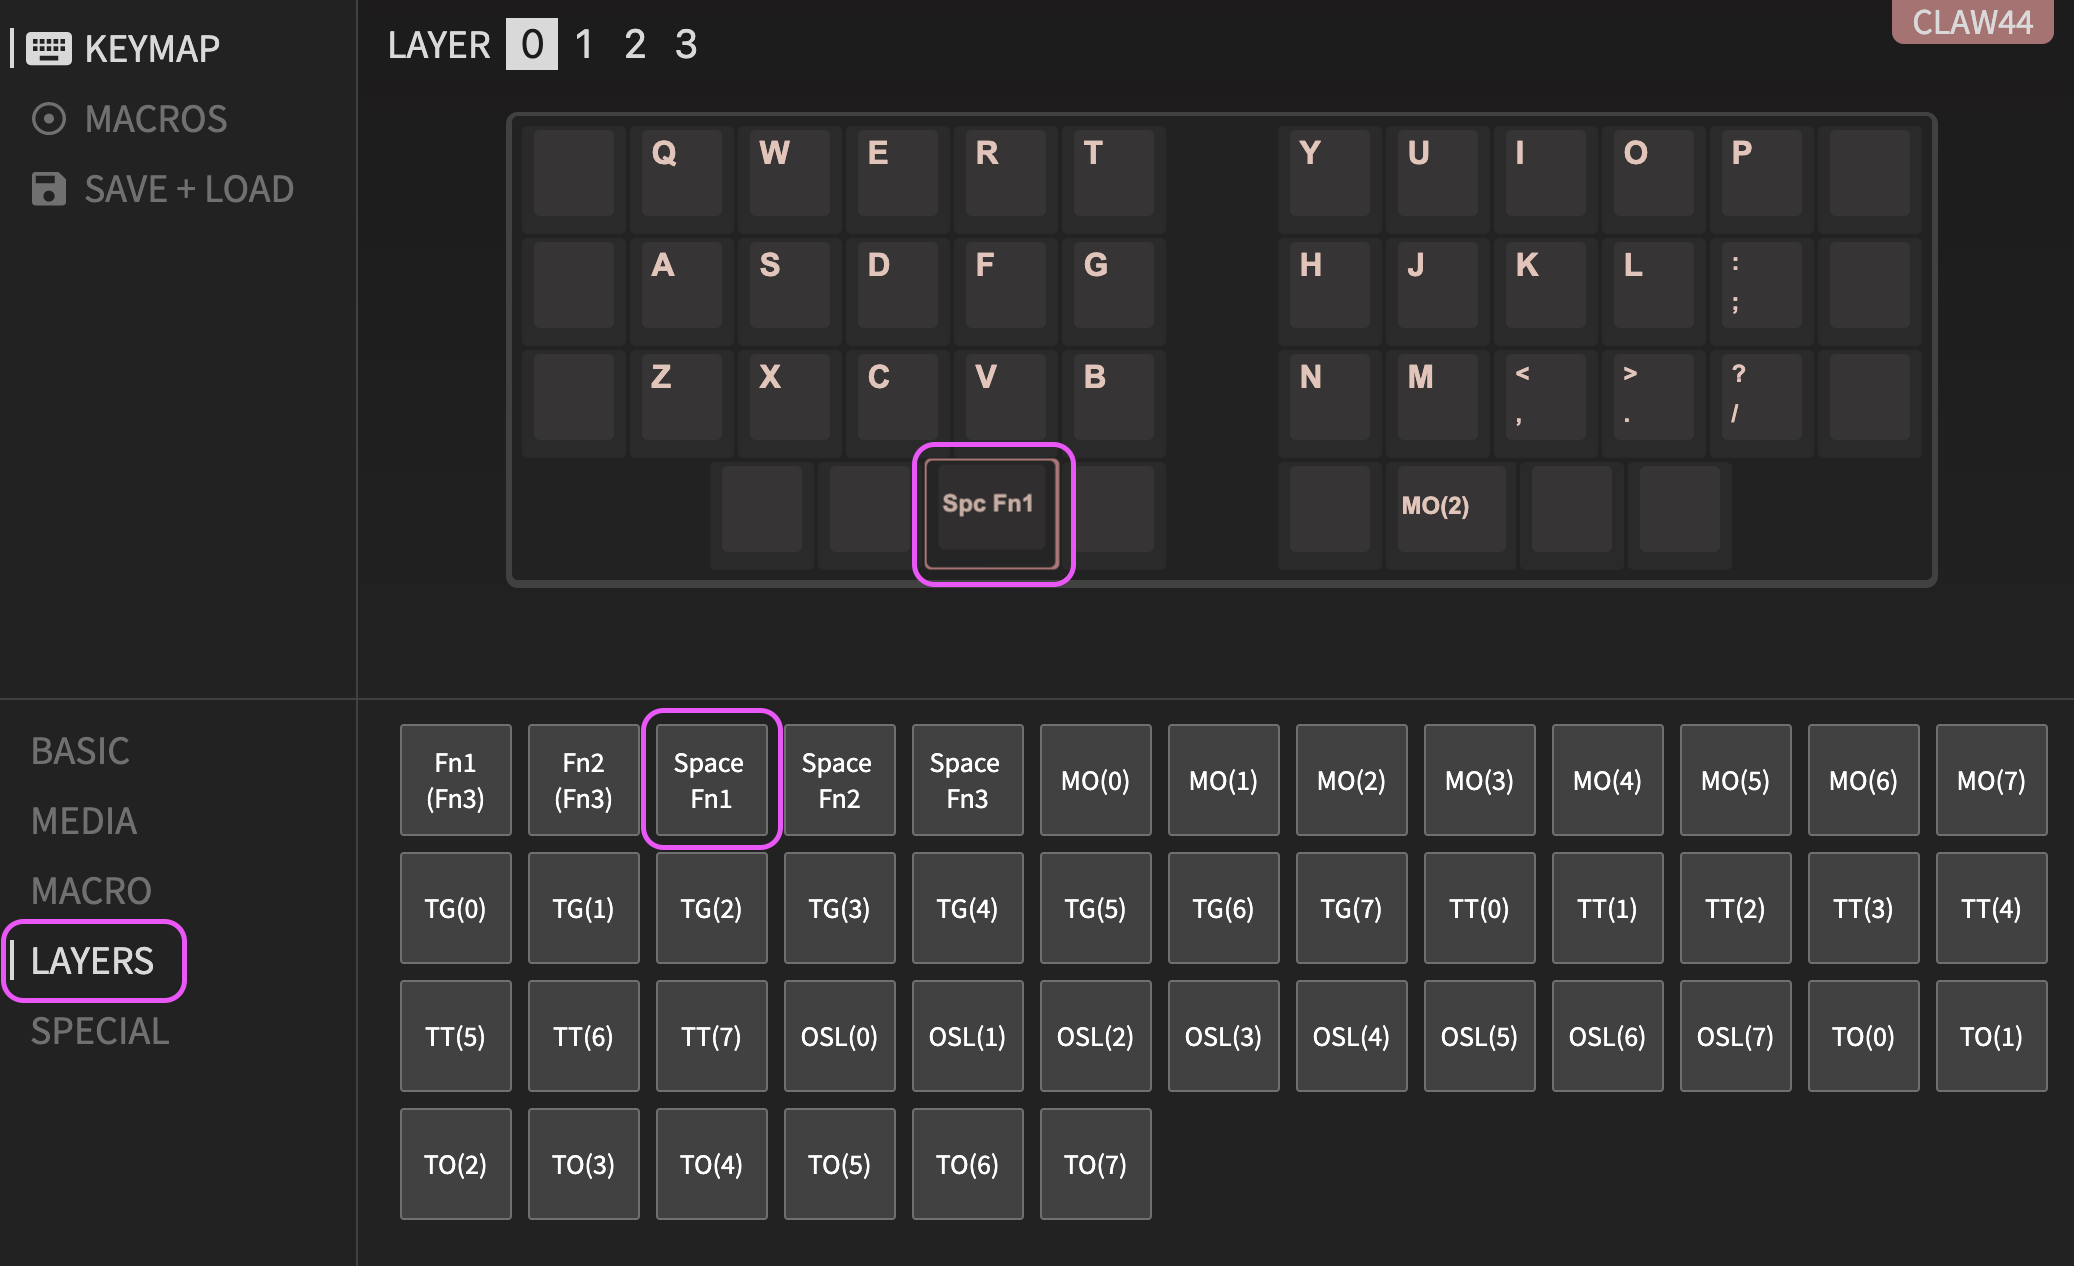 KEYMAP
MACROS
SAVE + LOAD
LAYER 0 1 2 3
CLAW44
Q W E R T Y U I O P
A S D F G H J K L :
;
Z X C V B N M < > ?
, . /
Spc Fn1 MO(2)
BASIC
MEDIA
MACRO
LAYERS
SPECIAL
Fn1 (Fn3) Fn2 (Fn3) Space Fn1 Space Fn2 Space Fn3 MO(0) MO(1) MO(2) MO(3) MO(4) MO(5) MO(6) MO(7)
TG(0) TG(1) TG(2) TG(3) TG(4) TG(5) TG(6) TG(7) TT(0) TT(1) TT(2) TT(3) TT(4)
TT(5) TT(6) TT(7) OSL(0) OSL(1) OSL(2) OSL(3) OSL(4) OSL(5) OSL(6) OSL(7) TO(0) TO(1)
TO(2) TO(3) TO(4) TO(5) TO(6) TO(7)